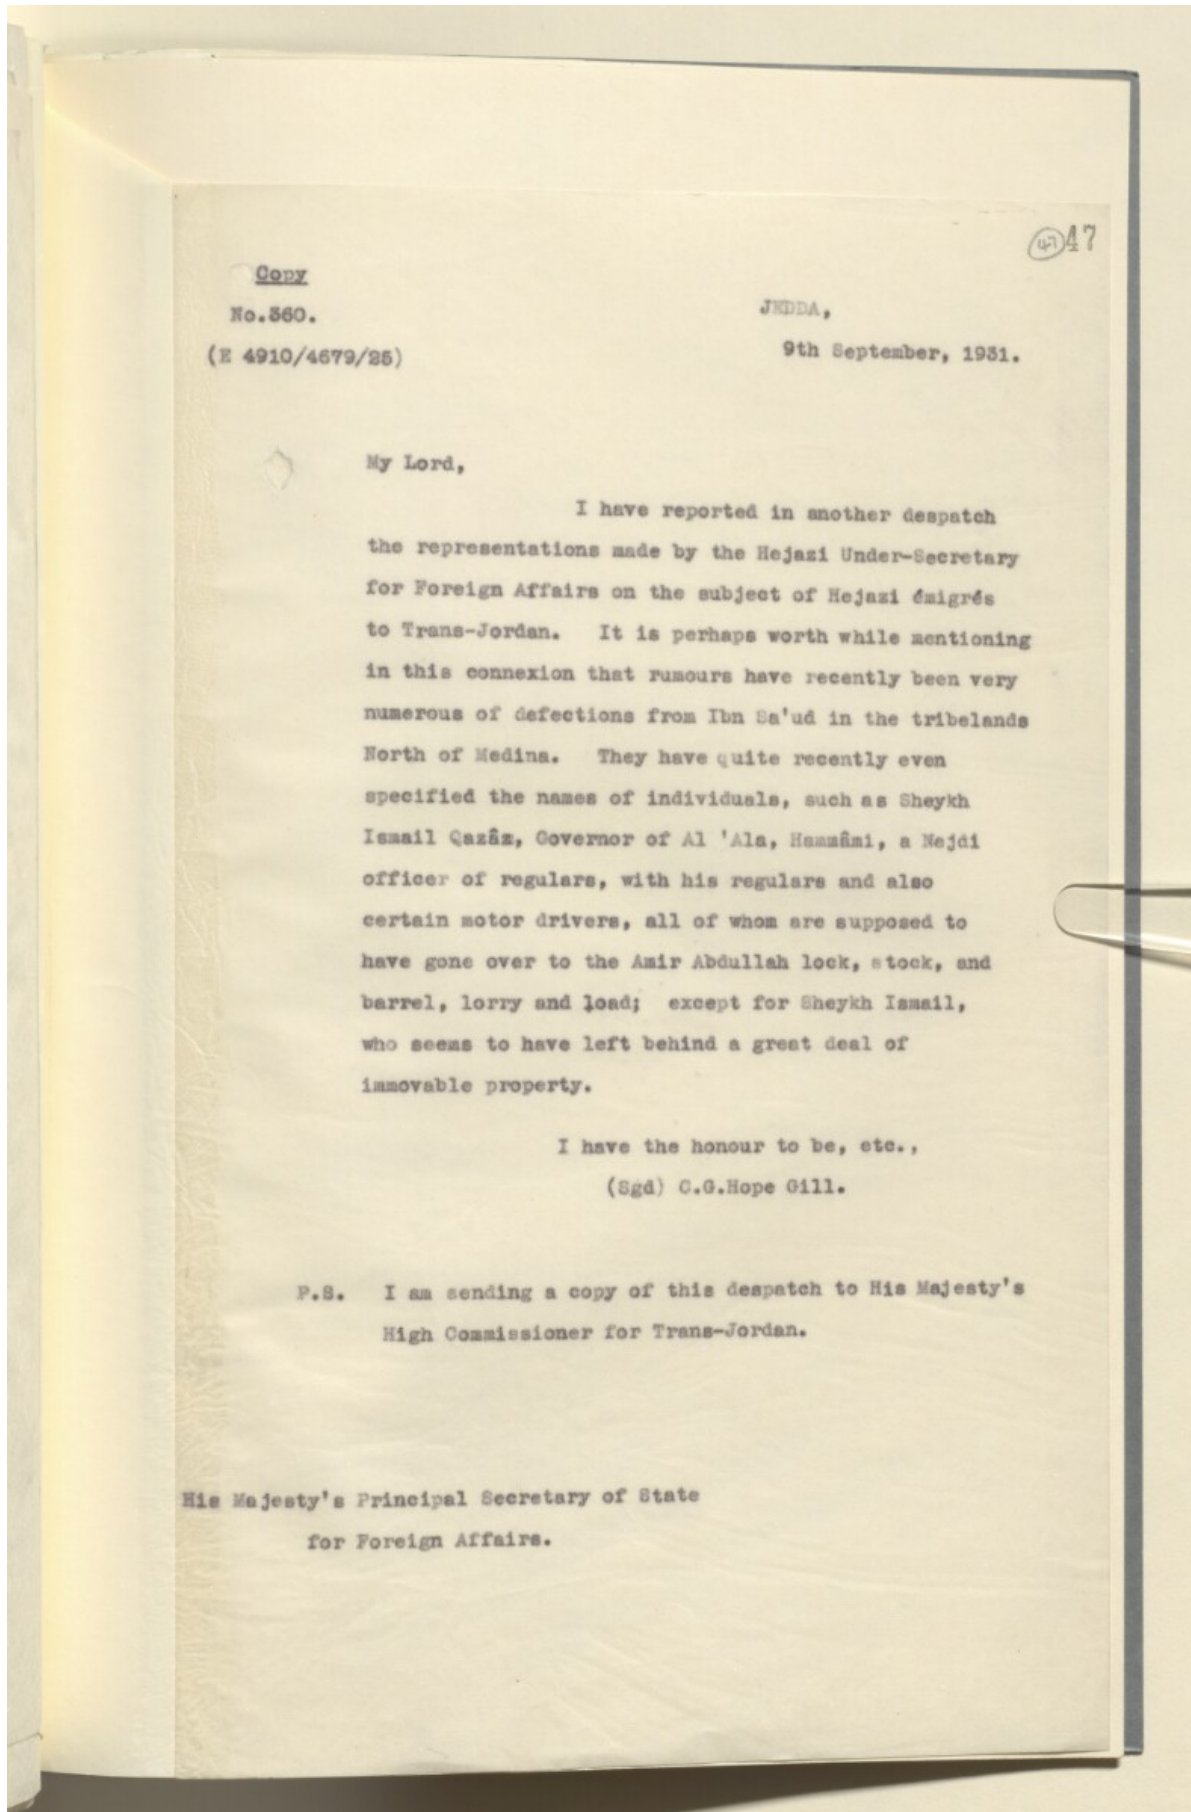 47 47
Copy
No.360.
JEDDA,
(E 4910/4679/25)
9th September, 1931.
My Lord,
I have reported in another despatch
the representations made by the Hejazi Under-Secretary
for Foreign Affairs on the subject of Hejazi émigrés
to Trans-Jordan. It is perhaps worth while mentioning
in this connexion that rumours have recently been very
numerous of defections from Ibn Sa'ud in the tribelands
North of Medina. They have quite recently even
specified the names of individuals, such as Sheykh
Ismail Qazâz, Governor of Al 'Ala, Hammâmi, a Nejdi
officer of regulars, with his regulars and also
certain motor drivers, all of whom are supposed to
have gone over to the Amir Abdullah lock, stock, and
barrel, lorry and load; except for Sheykh Ismail,
who seems to have left behind a great deal of
immovable property.
I have the honour to be, etc.,
(Sgd) C.G.Hope Gill.
P.S. I am sending a copy of this despatch to His Majesty's
High Commissioner for Trans-Jordan.
His Majesty's Principal Secretary of State
for Foreign Affairs.